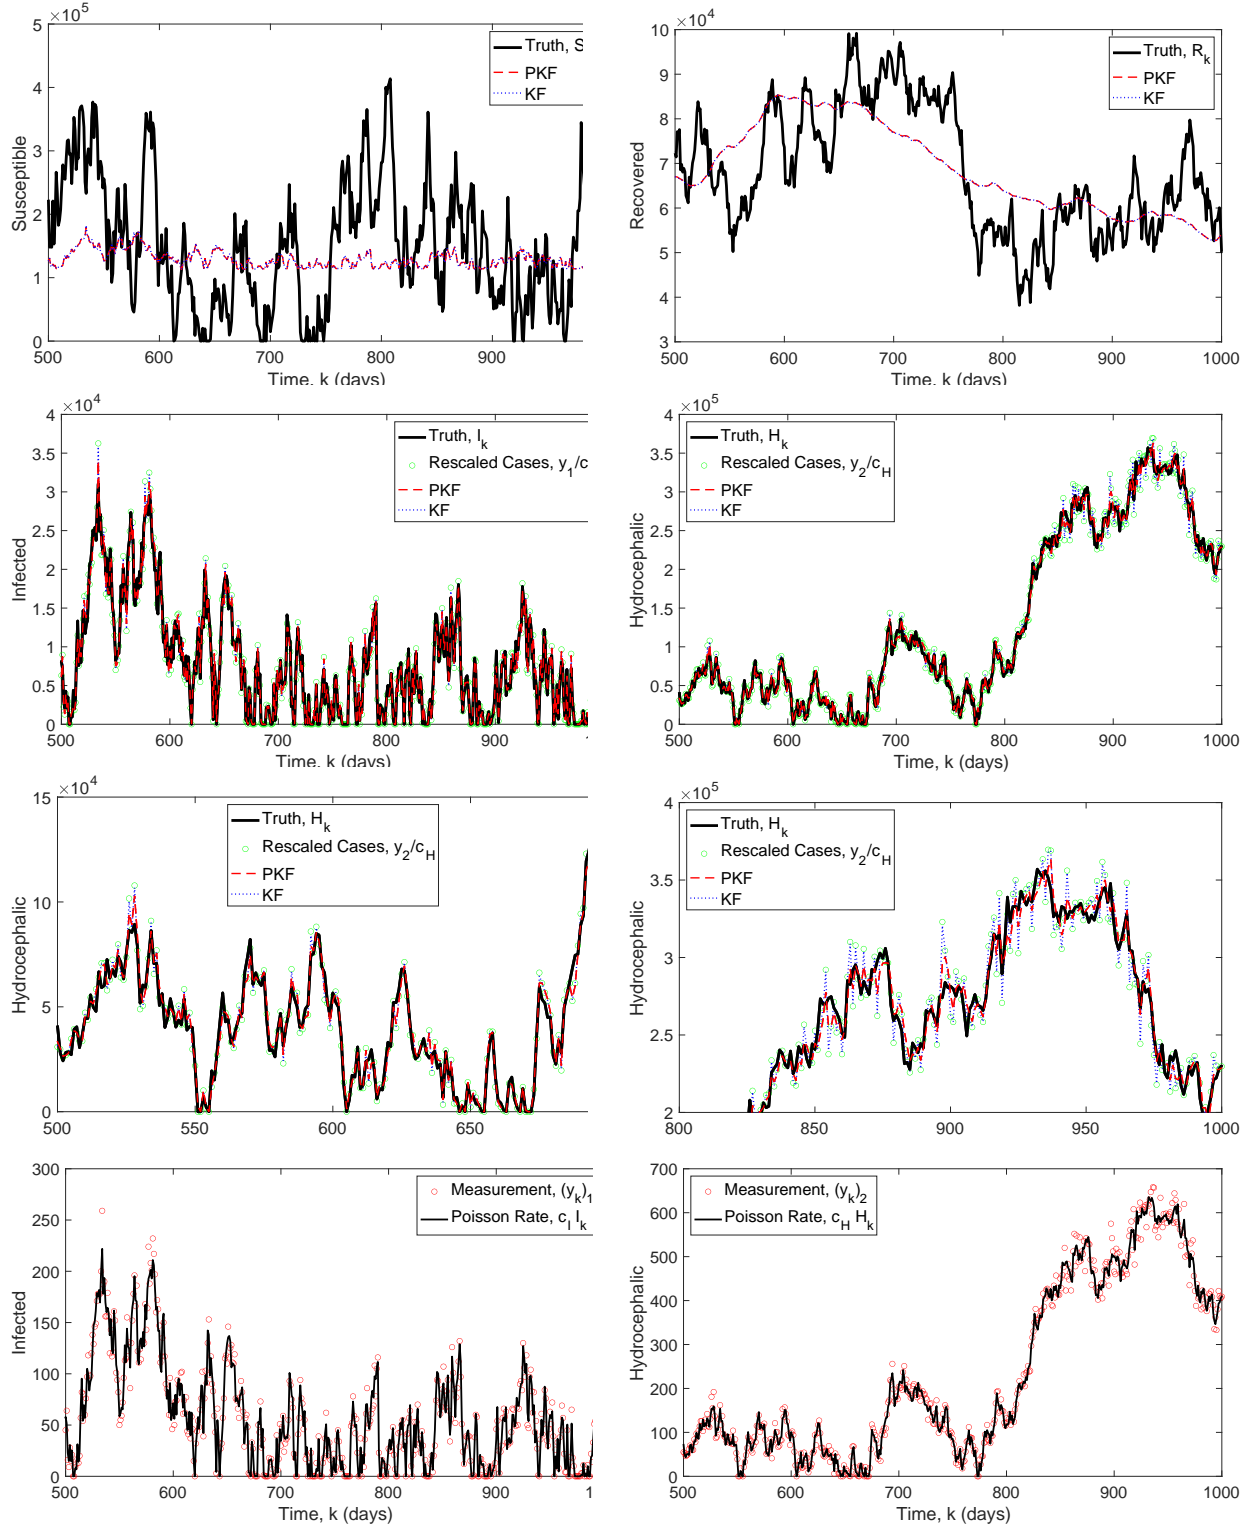 ×10^5
5
4
3
2
1
0
Susceptible
500
600
700
800
900
Time, k (days)
Truth, S
PKF
KF
×10^4
10
9
8
7
6
5
4
3
Recovered
500
600
700
800
900
1000
Time, k (days)
Truth, R_k
PKF
KF
×10^4
4
3.5
3
2.5
2
1.5
1
0.5
0
Infected
500
600
700
800
900
Time, k (days)
Truth, I_k
Rescaled Cases, y_1/c
PKF
KF
×10^5
4
3.5
3
2.5
2
1.5
1
0.5
0
Hydrocephalic
500
600
700
800
900
1000
Time, k (days)
Truth, H_k
Rescaled Cases, y_2/c_H
PKF
KF
×10^4
15
10
5
0
Hydrocephalic
500
550
600
650
Truth, H_k
Rescaled Cases, y_2/c_H
PKF
KF
×10^5
4
3.5
3
2.5
2
Hydrocephalic
800
850
900
950
1000
Truth, H_k
Rescaled Cases, y_2/c_H
PKF
KF
300
250
200
150
100
50
0
Infected
500
600
700
800
900
Time, k (days)
Measurement, (y_k)_1
Poisson Rate, c_I I_k
700
600
500
400
300
200
100
0
Hydrocephalic
500
600
700
800
900
1000
Time, k (days)
Measurement, (y_k)_2
Poisson Rate, c_H H_k